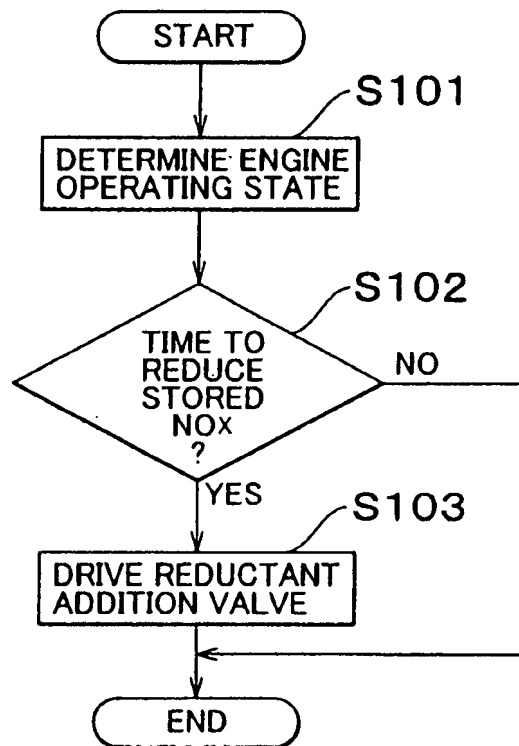 START
S101
DETERMINE ENGINE
OPERATING STATE
S102
TIME TO
REDUCE
STORED
NOx
?
NO
YES
S103
DRIVE REDUCTANT
ADDITION VALVE
END